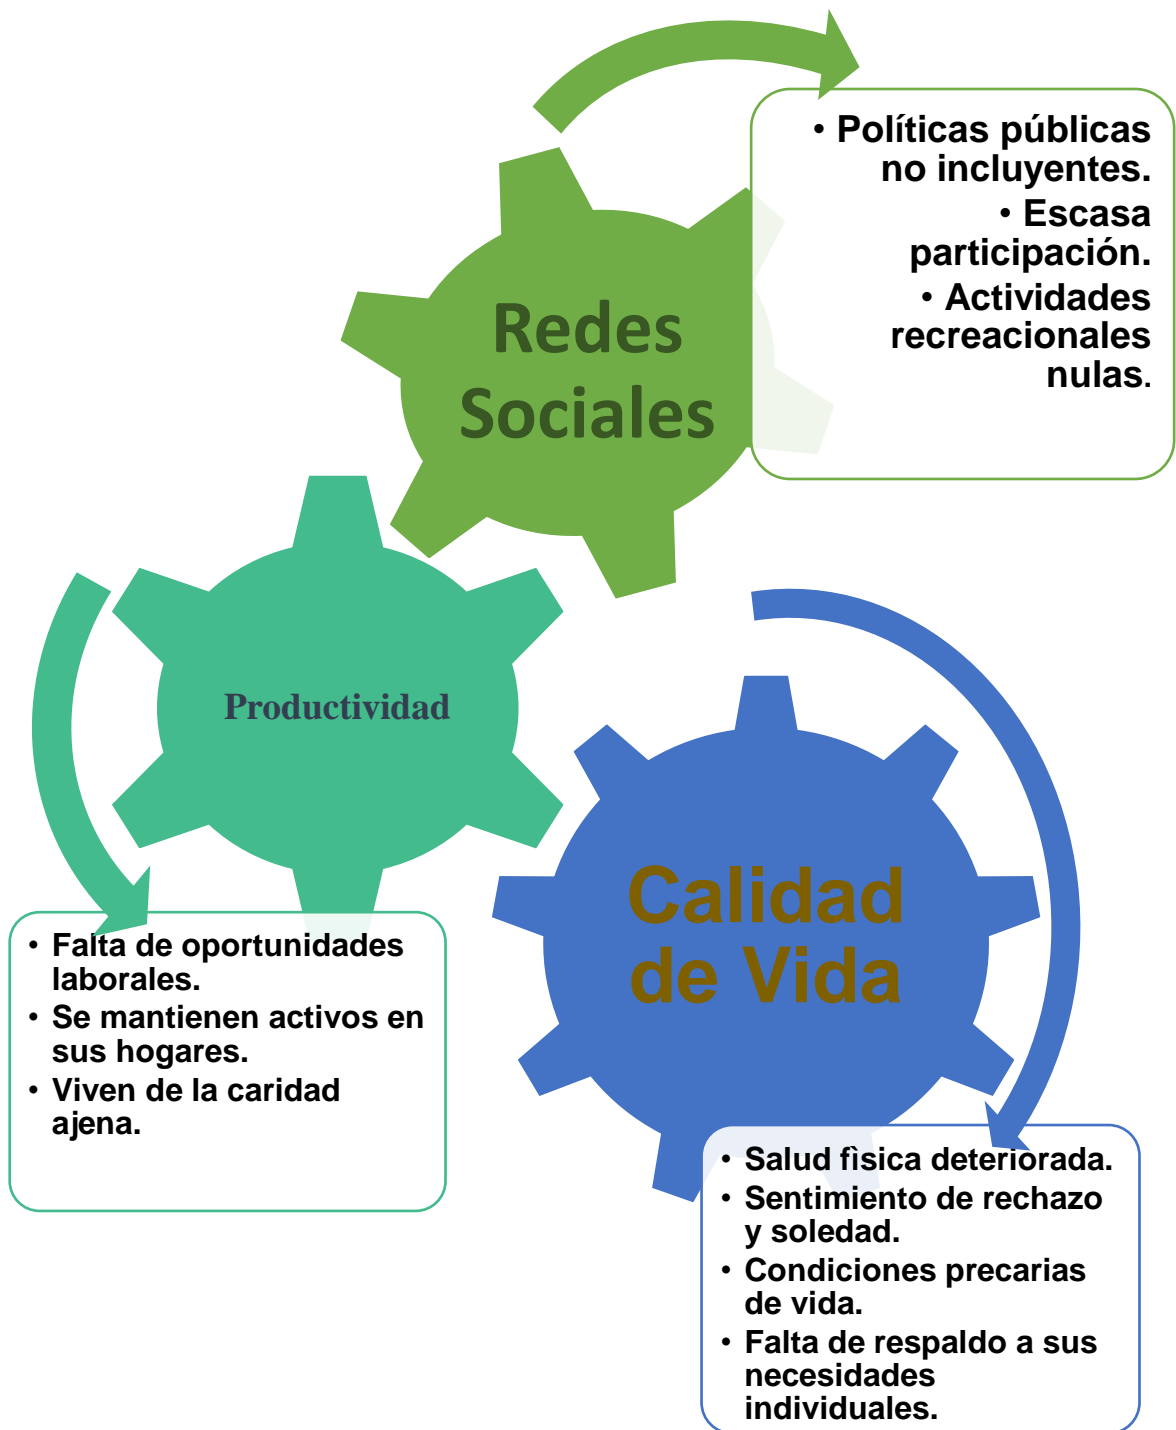 • Políticas públicas
no incluyentes.
• Escasa
participación.
• Actividades
recreacionales
nulas.
Redes
Sociales
Productividad
• Falta de oportunidades
laborales.
• Se mantienen activos en
sus hogares.
• Viven de la caridad
ajena.
Calidad
de Vida
• Salud fìsica deteriorada.
• Sentimiento de rechazo
y soledad.
• Condiciones precarias
de vida.
• Falta de respaldo a sus
necesidades
individuales.